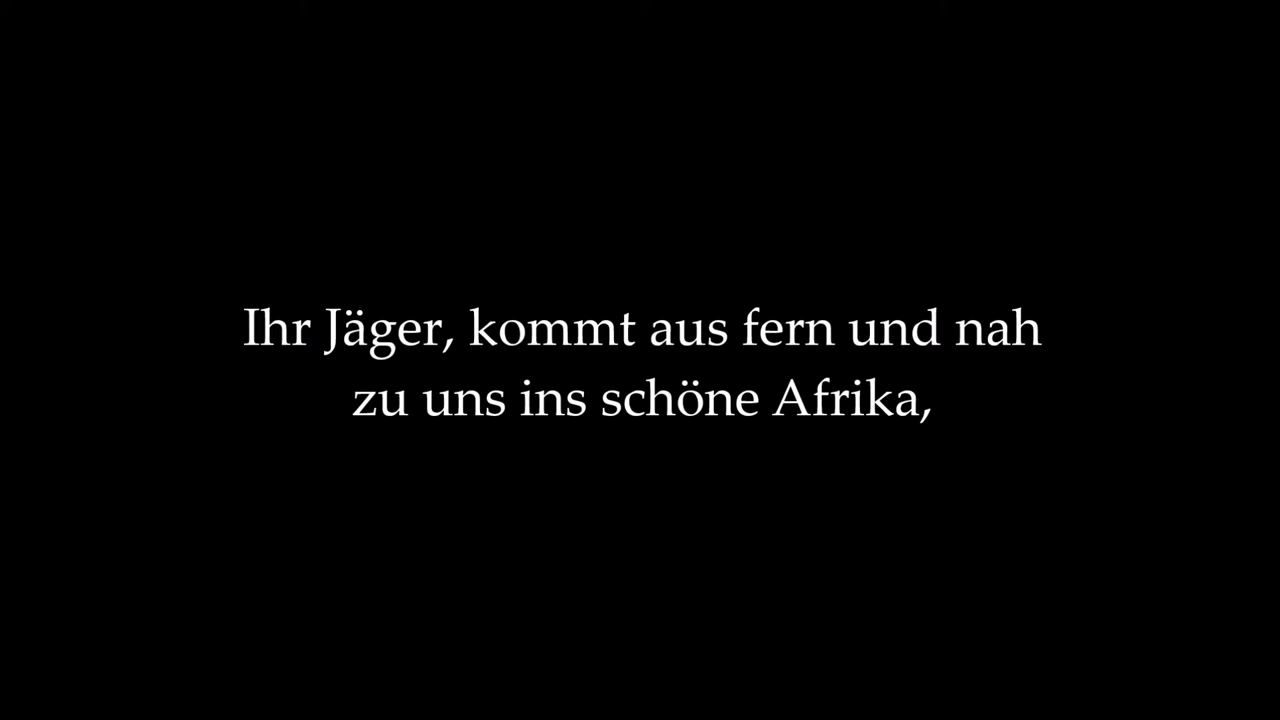 Ihr Jäger, kommt aus fern und nah
zu uns ins schöne Afrika,